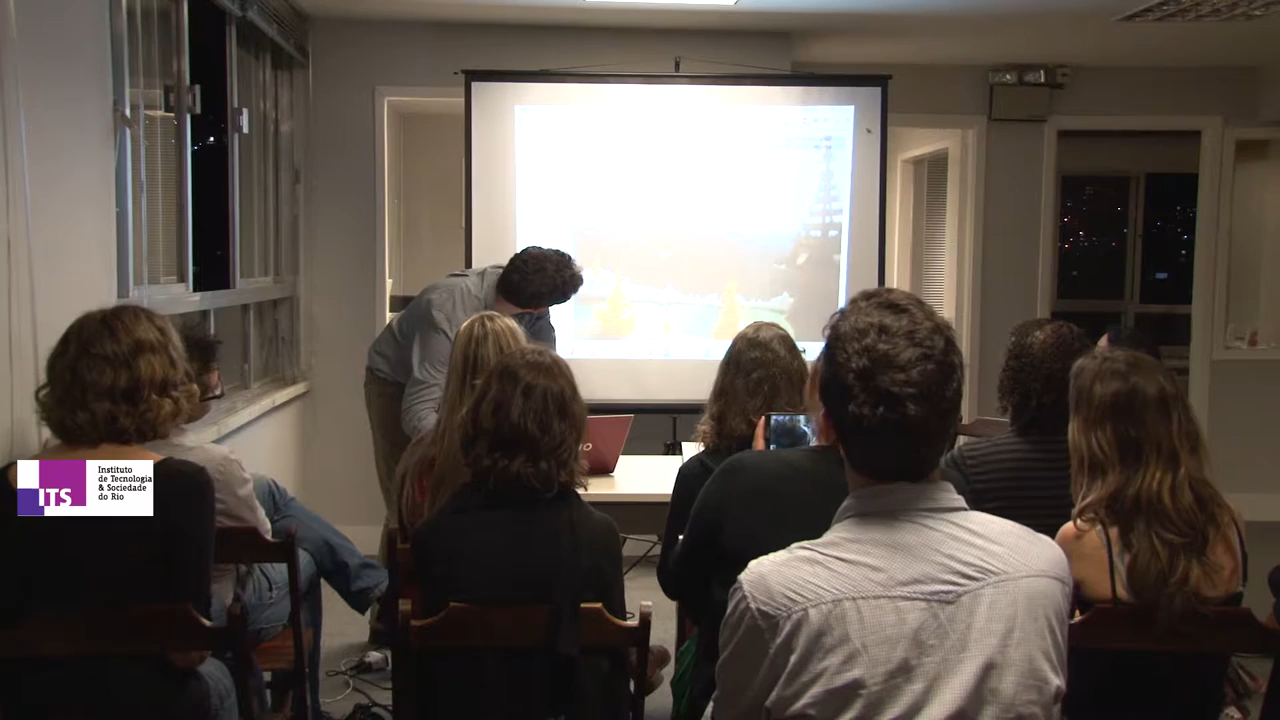 ITS
Instituto
de Tecnologia
& Sociedade
do Rio